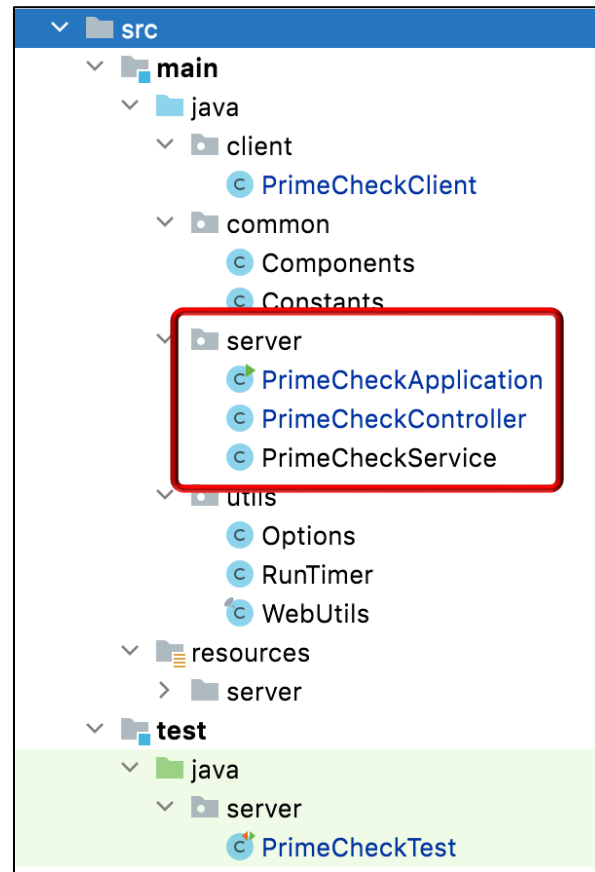 src
main
java
client
PrimeCheckClient
common
Components
Constants
server
PrimeCheckApplication
PrimeCheckController
PrimeCheckService
utils
Options
RunTimer
WebUtils
resources
server
test
java
server
PrimeCheckTest